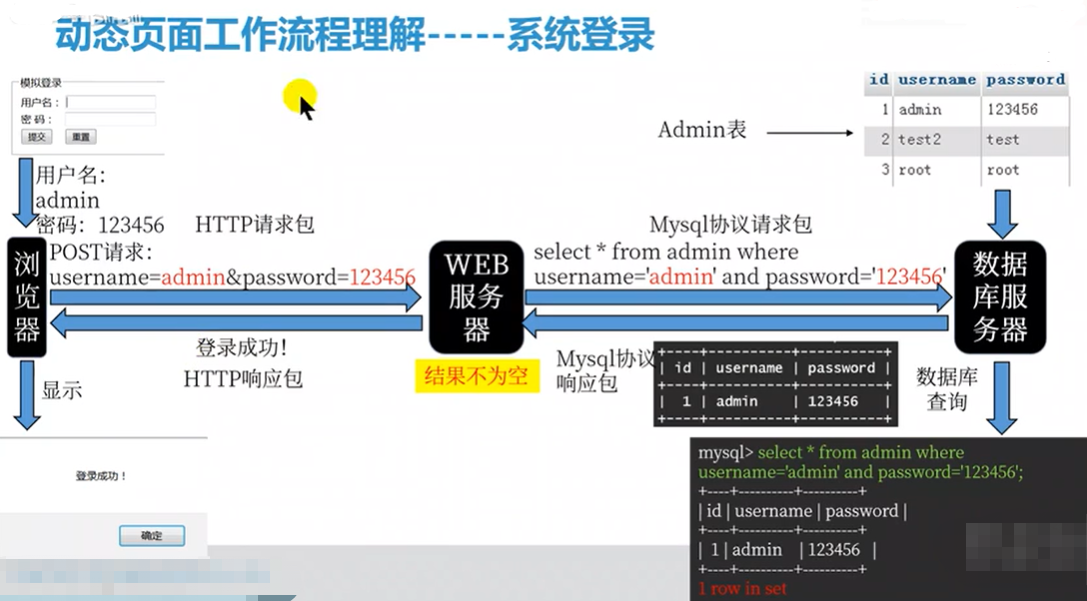 动态页面工作流程理解-----系统登录
模拟登录
用户名：
密 码：
提交 重置
用户名：
admin
密码：123456
Admin表
id username password
1 admin 123456
2 test2 test
3 root root
HTTP请求包
POST请求：
username=admin&password=123456
Mysql协议请求包
select * from admin where
username='admin' and password='123456'
浏览器
WEB
服务
器
数据
库服
务器
登录成功！
HTTP响应包
结果不为空
Mysql协议
响应包
+----+----------+----------+
| id | username | password |
+----+----------+----------+
| 1 | admin | 123456 |
+----+----------+----------+
显示
数据库
查询
登录成功！
确定
mysql> select * from admin where
username='admin' and password='123456';
+----+----------+----------+
| id | username | password |
+----+----------+----------+
| 1 | admin | 123456 |
+----+----------+----------+
1 row in set